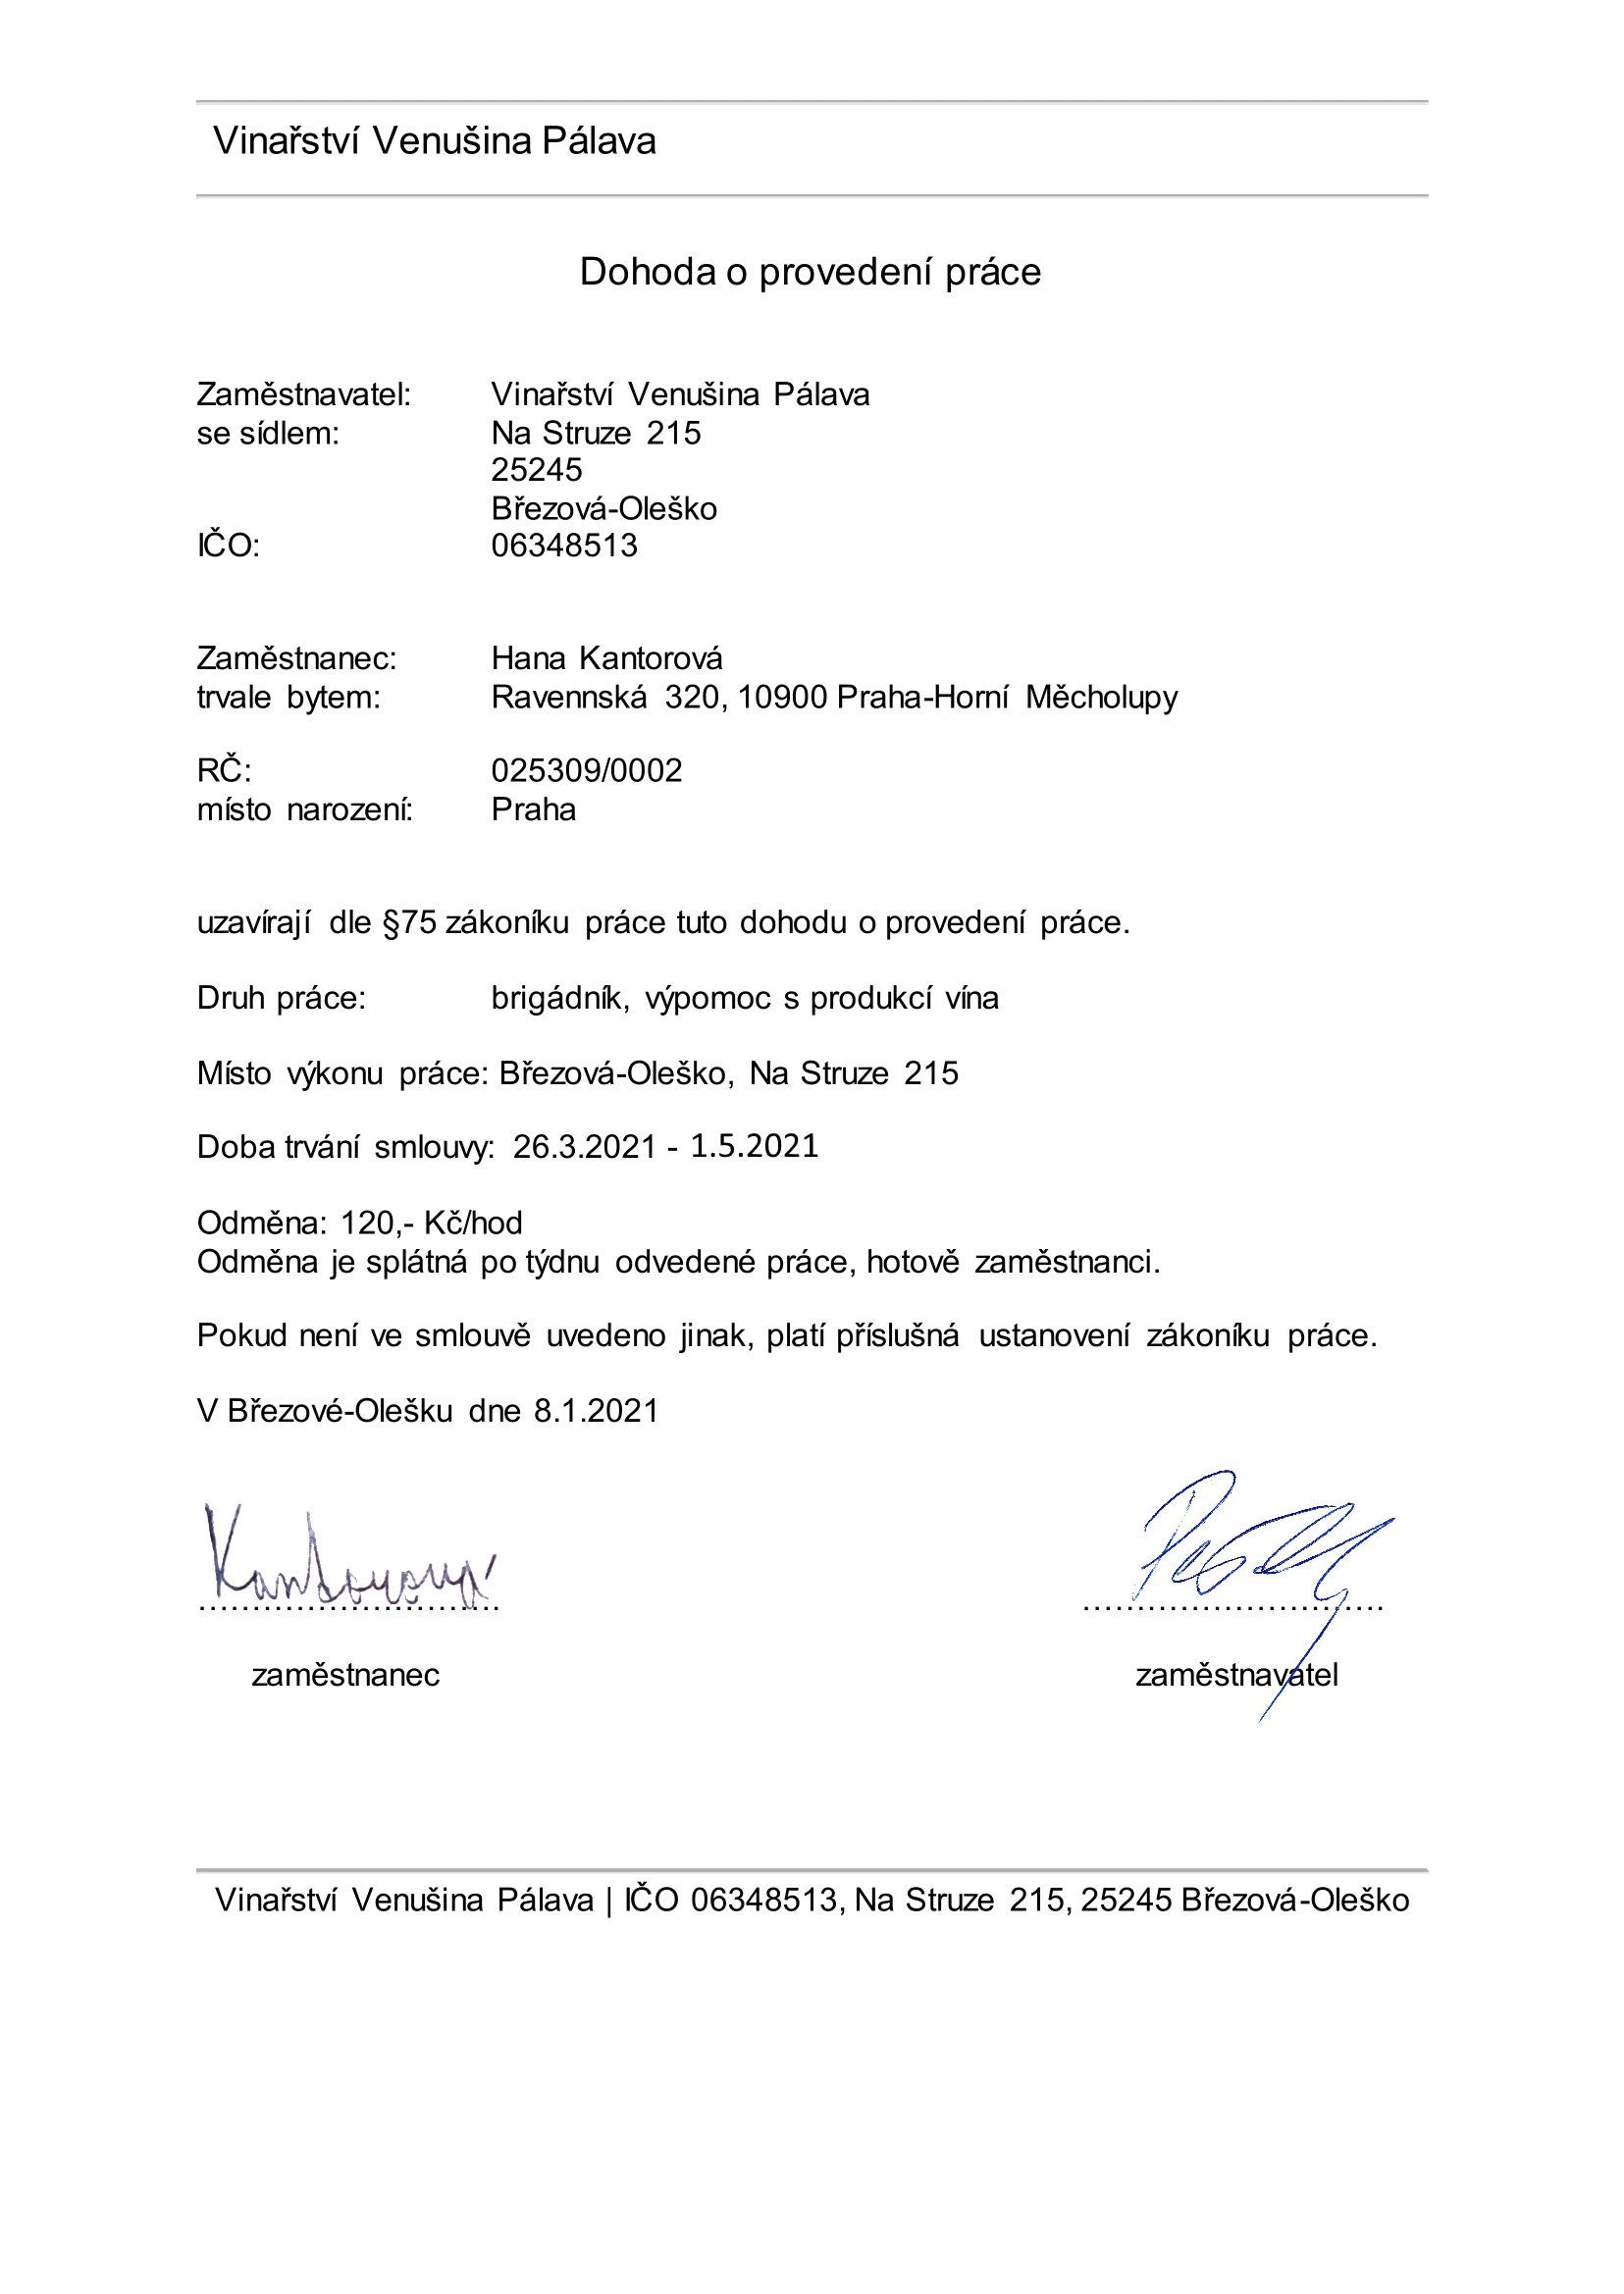 Vinařství Venušina Pálava
Dohoda o provedení práce
Zaměstnavatel: Vinařství Venušina Pálava
se sídlem: Na Struze 215
25245
Březová-Oleško
IČO: 06348513
Zaměstnanec: Hana Kantorová
trvale bytem: Ravennská 320, 10900 Praha-Horní Měcholupy
RČ: 025309/0002
místo narození: Praha
uzavírají dle §75 zákoníku práce tuto dohodu o provedení práce.
Druh práce: brigádník, výpomoc s produkcí vína
Místo výkonu práce: Březová-Oleško, Na Struze 215
Doba trvání smlouvy: 26.3.2021 - 1.5.2021
Odměna: 120,- Kč/hod
Odměna je splátná po týdnu odvedené práce, hotově zaměstnanci.
Pokud není ve smlouvě uvedeno jinak, platí příslušná ustanovení zákoníku práce.
V Březové-Olešku dne 8.1.2021
Kantorová
zaměstnanec zaměstnavatel
Vinařství Venušina Pálava | IČO 06348513, Na Struze 215, 25245 Březová-Oleško